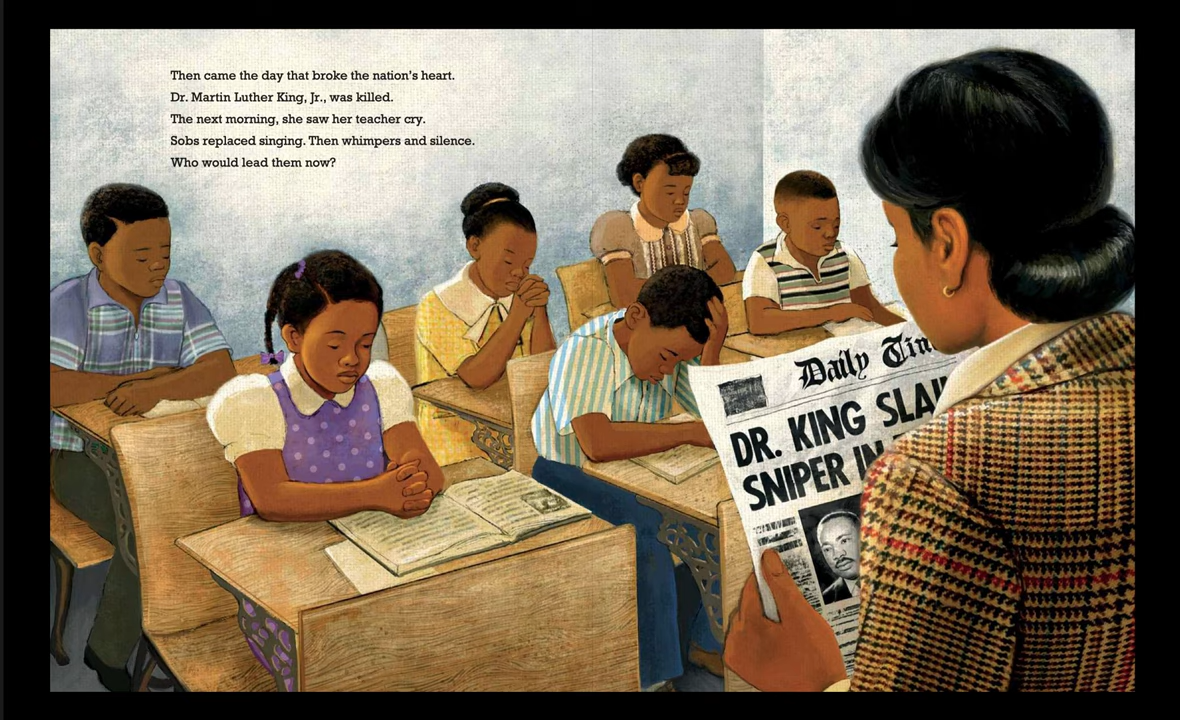 Then came the day that broke the nation's heart.
Dr. Martin Luther King, Jr., was killed.
The next morning, she saw her teacher cry.
Sobs replaced singing. Then whimpers and silence.
Who would lead them now?
Daily
DR. KING
SNIPER